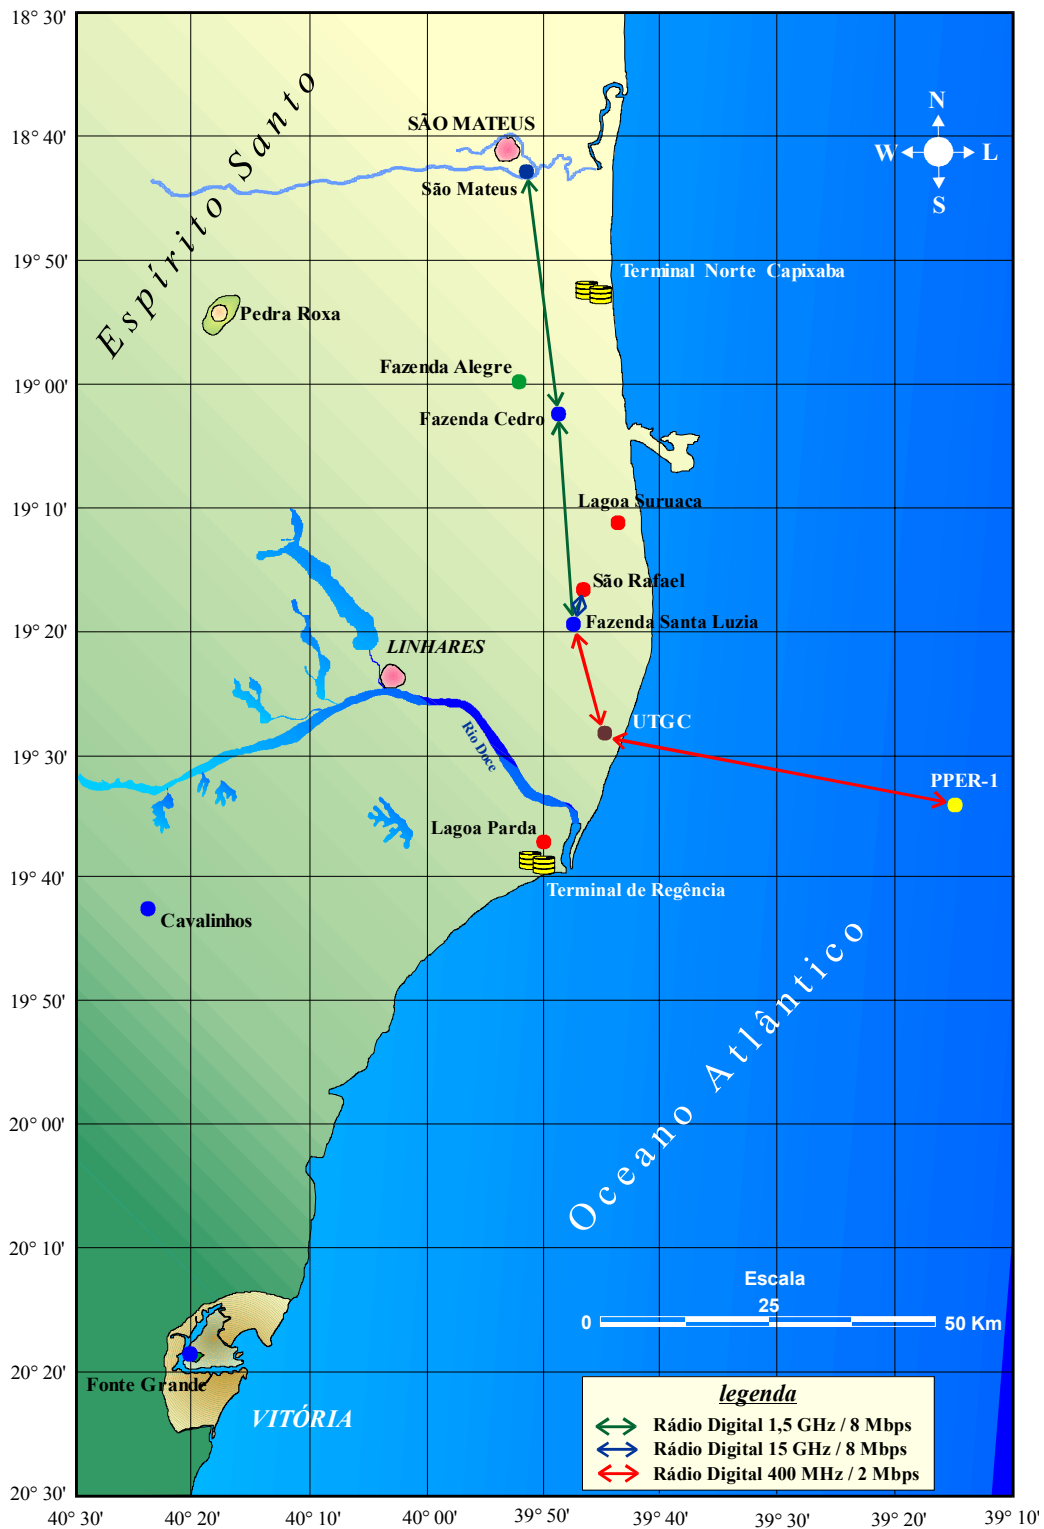 18° 30'
18° 40'
19° 50'
19° 00'
19° 10'
19° 20'
19° 30'
19° 40'
19° 50'
20° 00'
20° 10'
20° 20'
20° 30'
Espírito Santo
SÃO MATEUS
São Mateus
N
W
L
S
Terminal Norte Capixaba
Pedra Roxa
Fazenda Alegre
Fazenda Cedro
Lagoa Suruaca
São Rafael
Fazenda Santa Luzia
LINHARES
Rio Doce
UTGC
PPER-1
Lagoa Parda
Terminal de Regência
Cavalinhos
Oceano Atlântico
Escala
25
0
50 Km
Fonte Grande
VITÓRIA
legenda
Rádio Digital 1,5 GHz / 8 Mbps
Rádio Digital 15 GHz / 8 Mbps
Rádio Digital 400 MHz / 2 Mbps
40° 30'
40° 20'
40° 10'
40° 00'
39° 50'
39° 40'
39° 30'
39° 20'
39° 10'